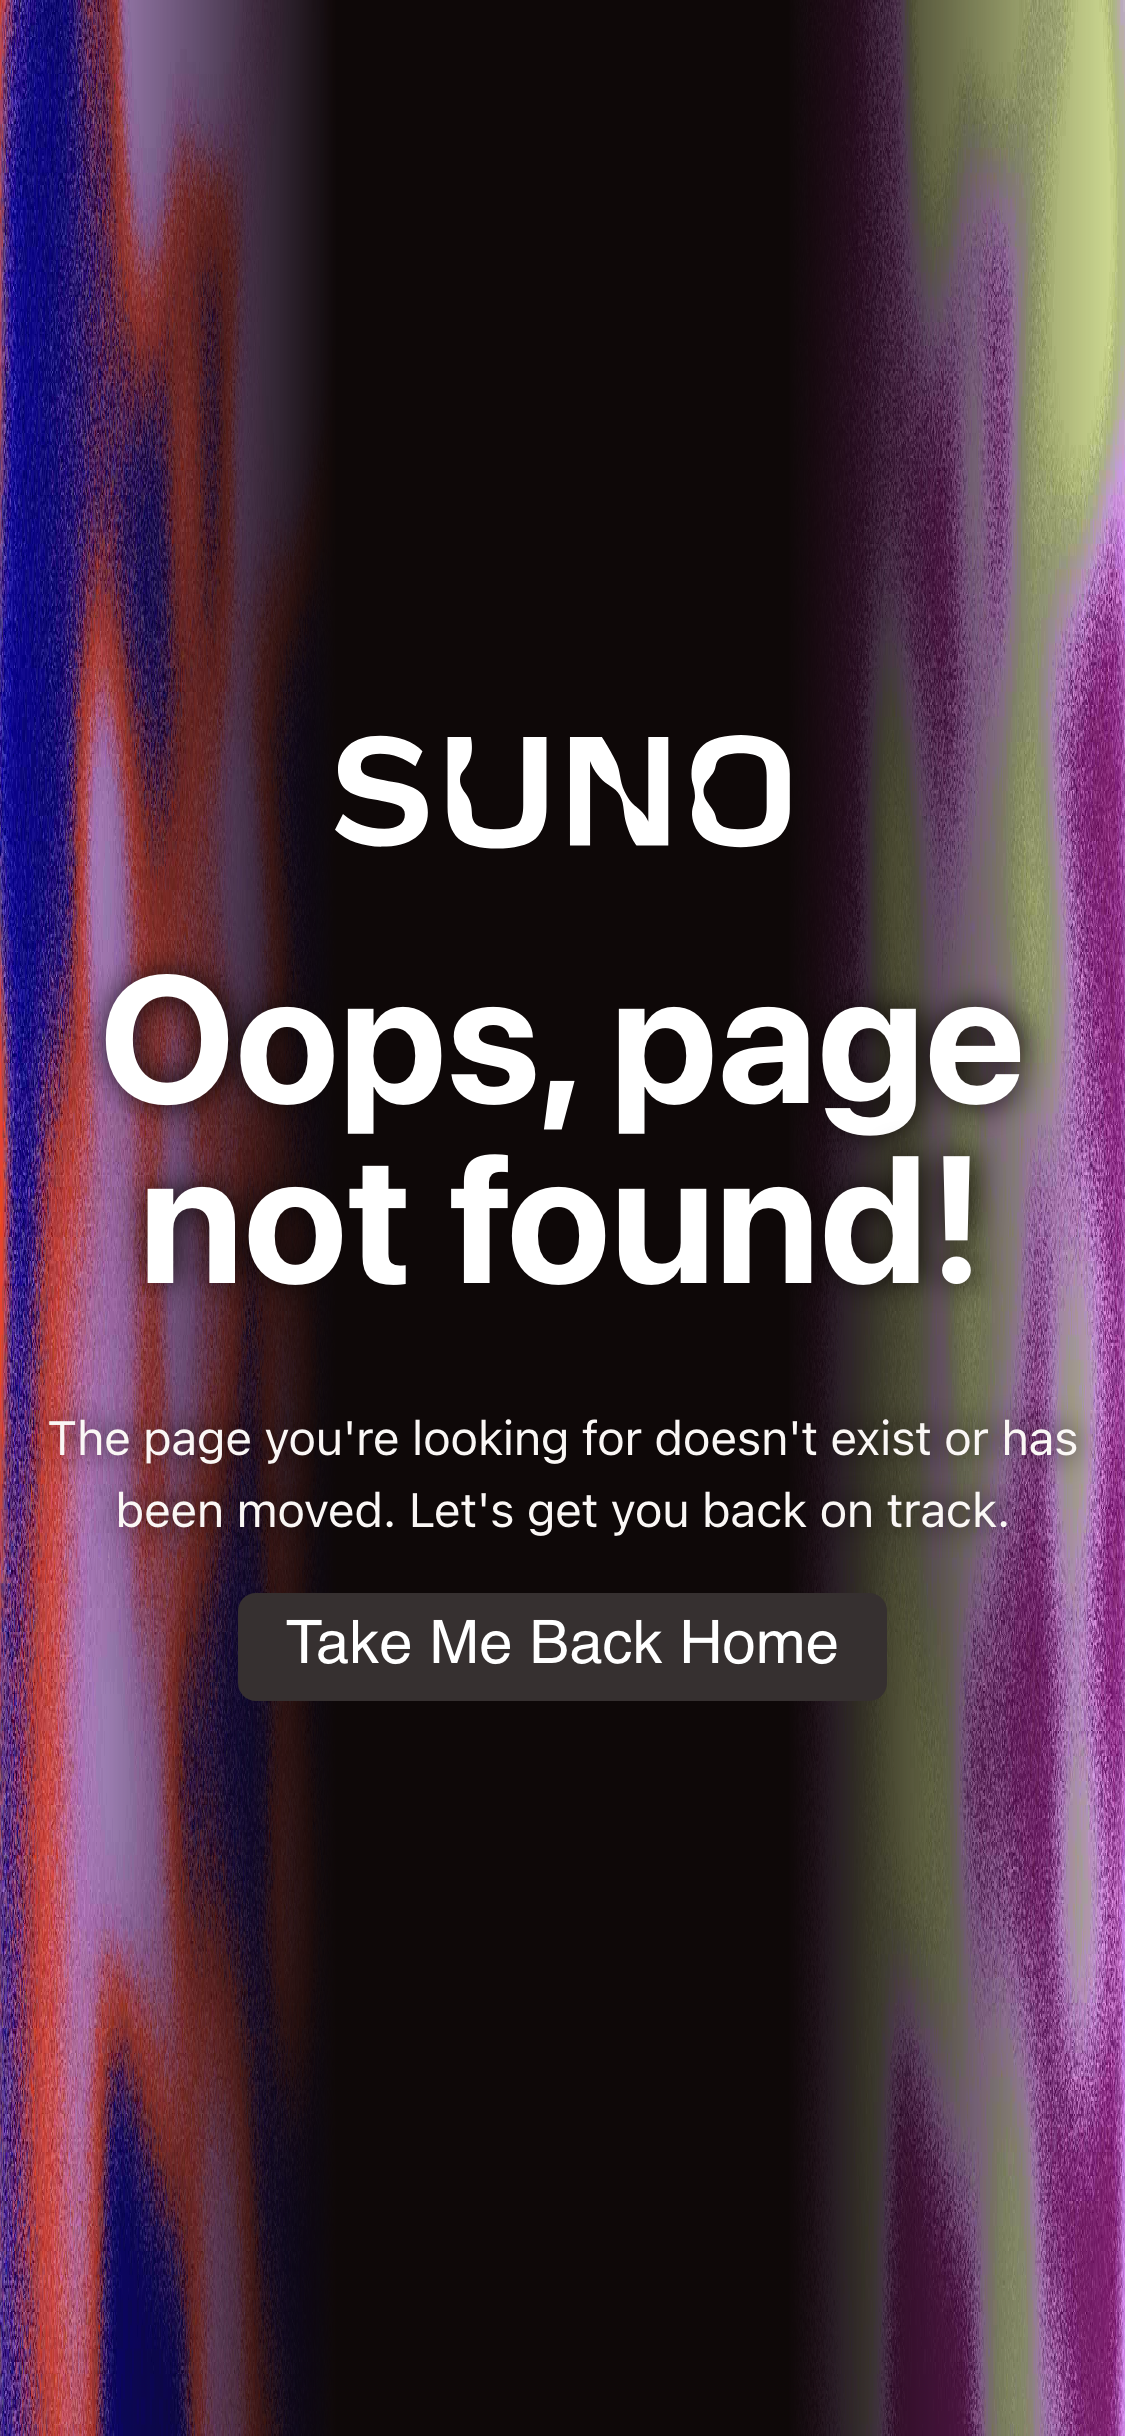 SUNO
Oops, page
not found!
The page you're looking for doesn't exist or has
been moved. Let's get you back on track.
Take Me Back Home